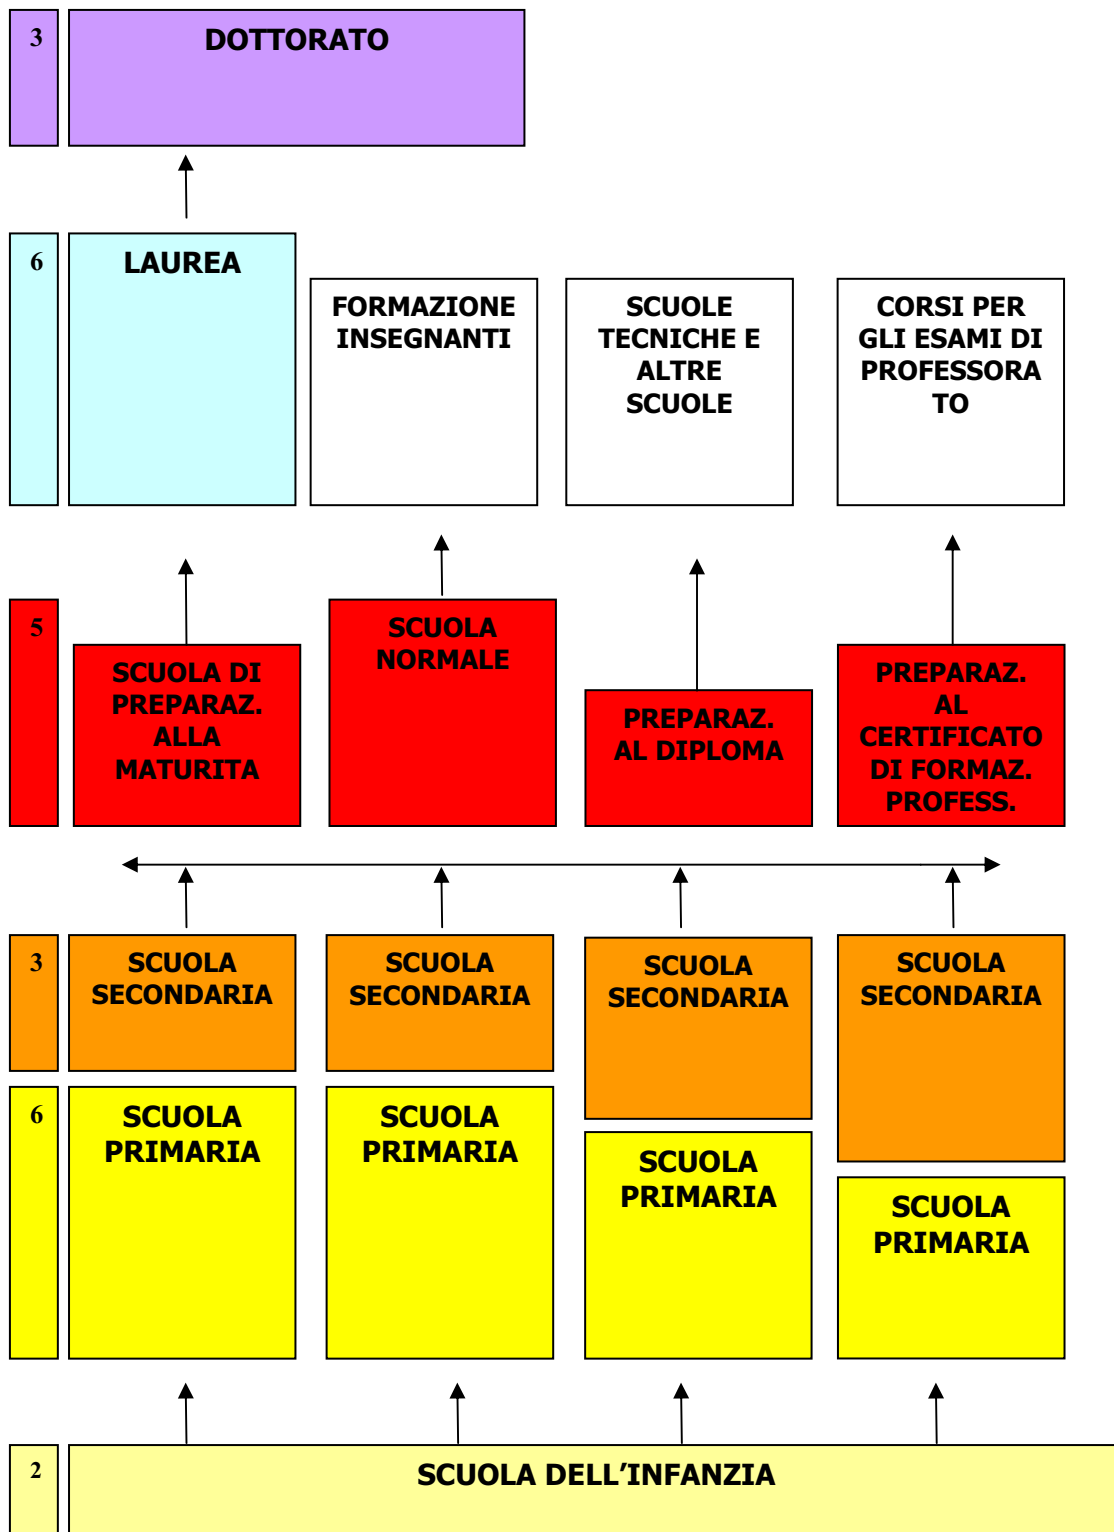 3
DOTTORATO
6
LAUREA
FORMAZIONE
INSEGNANTI
SCUOLE
TECNICHE E
ALTRE
SCUOLE
CORSI PER
GLI ESAMI DI
PROFESSORA
TO
5
SCUOLA DI
PREPARAZ.
ALLA
MATURITA
SCUOLA
NORMALE
PREPARAZ.
AL DIPLOMA
PREPARAZ.
AL
CERTIFICATO
DI FORMAZ.
PROFESS.
3
SCUOLA
SECONDARIA
SCUOLA
SECONDARIA
SCUOLA
SECONDARIA
SCUOLA
SECONDARIA
6
SCUOLA
PRIMARIA
SCUOLA
PRIMARIA
SCUOLA
PRIMARIA
SCUOLA
PRIMARIA
2
SCUOLA DELL’INFANZIA